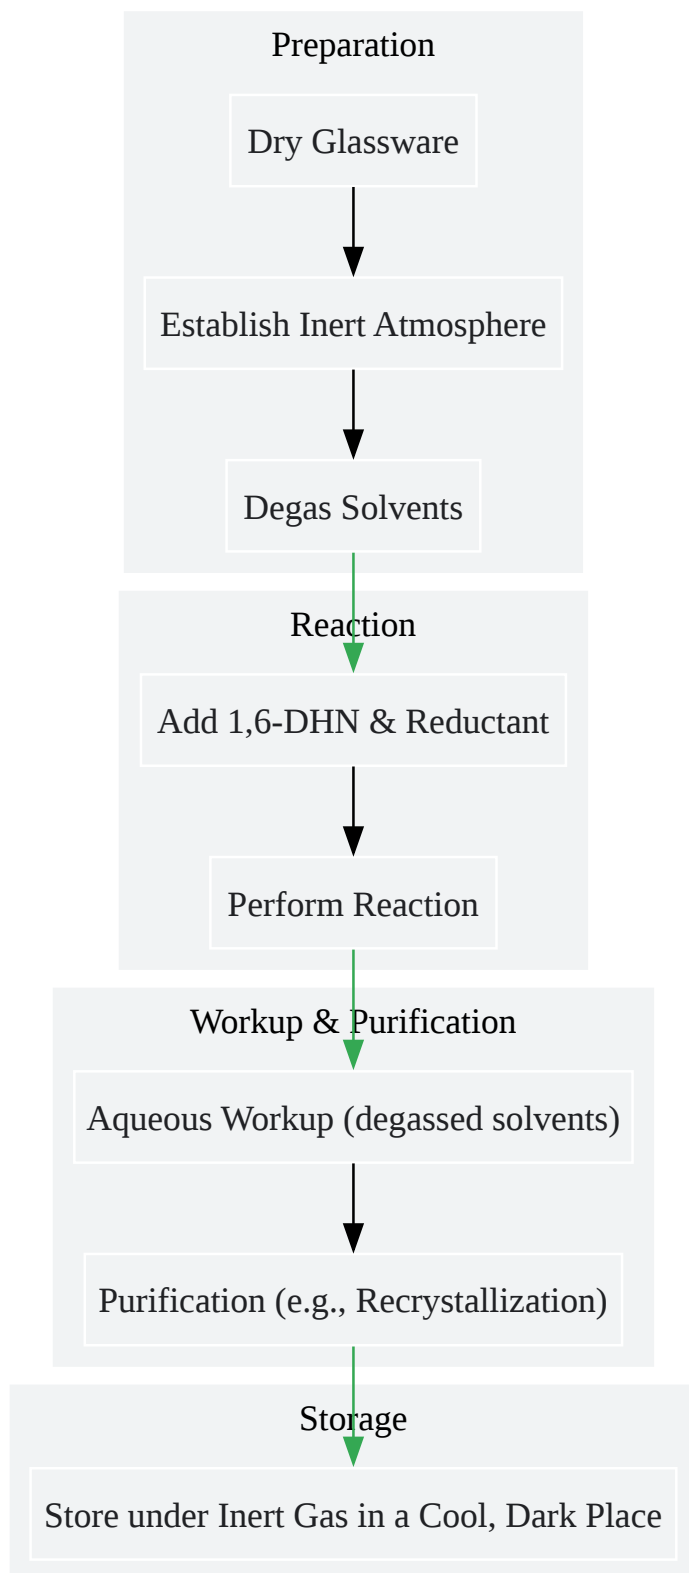 Preparation
Dry Glassware
Establish Inert Atmosphere
Degas Solvents
Reaction
Add 1,6-DHN & Reductant
Perform Reaction
Workup & Purification
Aqueous Workup (degassed solvents)
Purification (e.g., Recrystallization)
Storage
Store under Inert Gas in a Cool, Dark Place